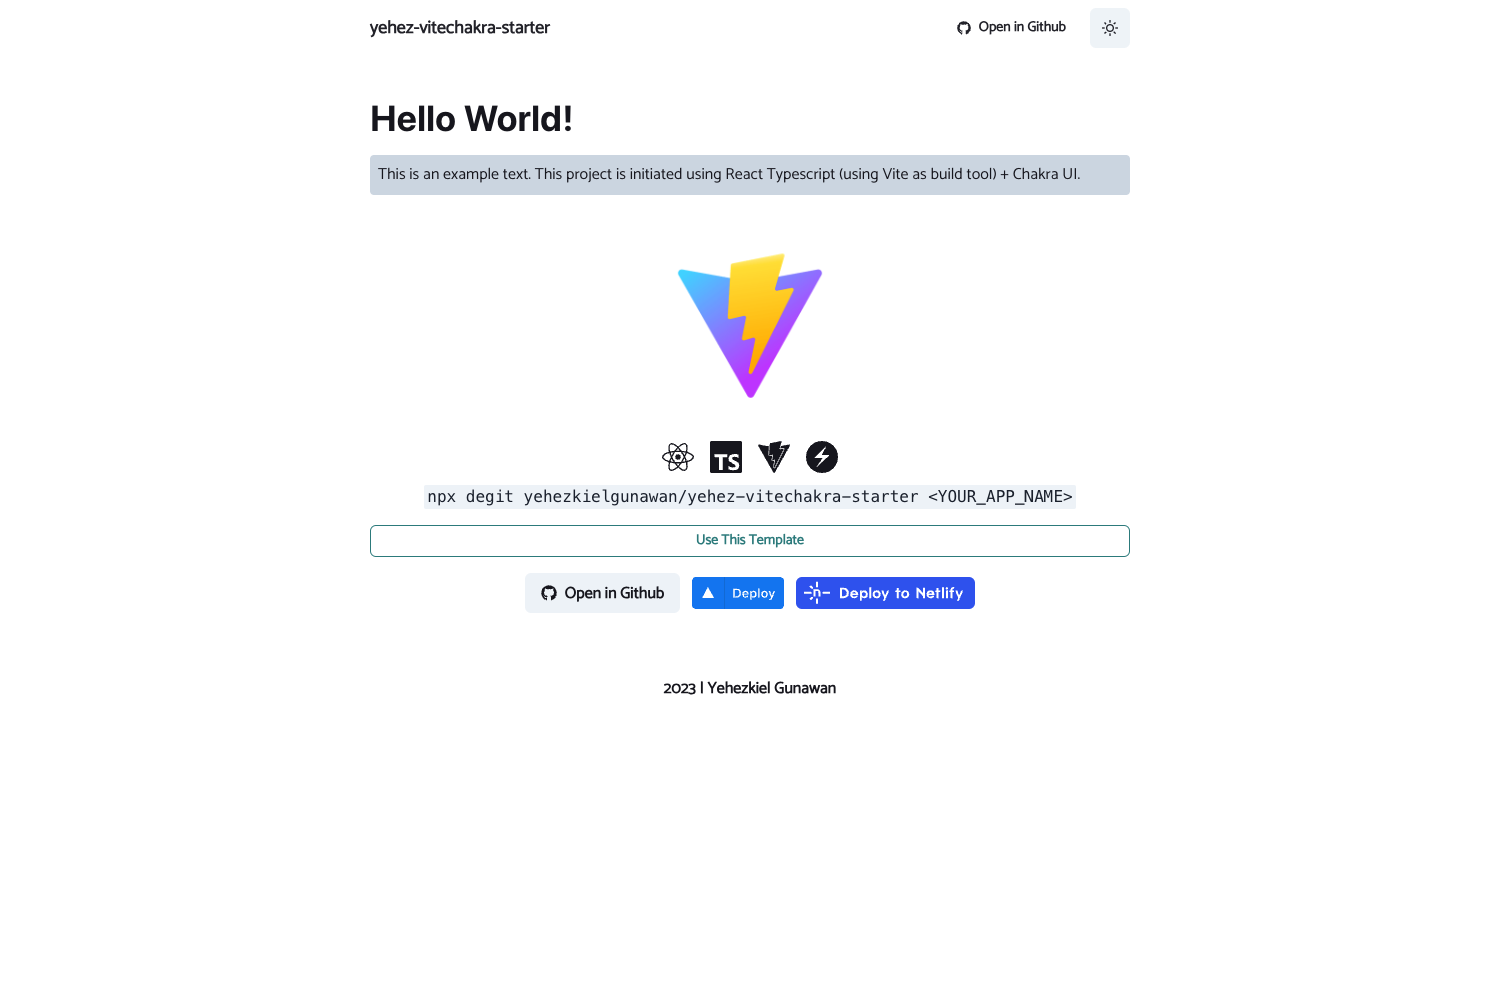 yehez-vitechakra-starter
Open in Github
Hello World!
This is an example text. This project is initiated using React Typescript (using Vite as build tool) + Chakra UI.
TS
npx degit yehezkielgunawan/yehez-vitechakra-starter <YOUR_APP_NAME>
Use This Template
Open in Github
Deploy
n Deploy to Netlify
2023 | Yehezkiel Gunawan